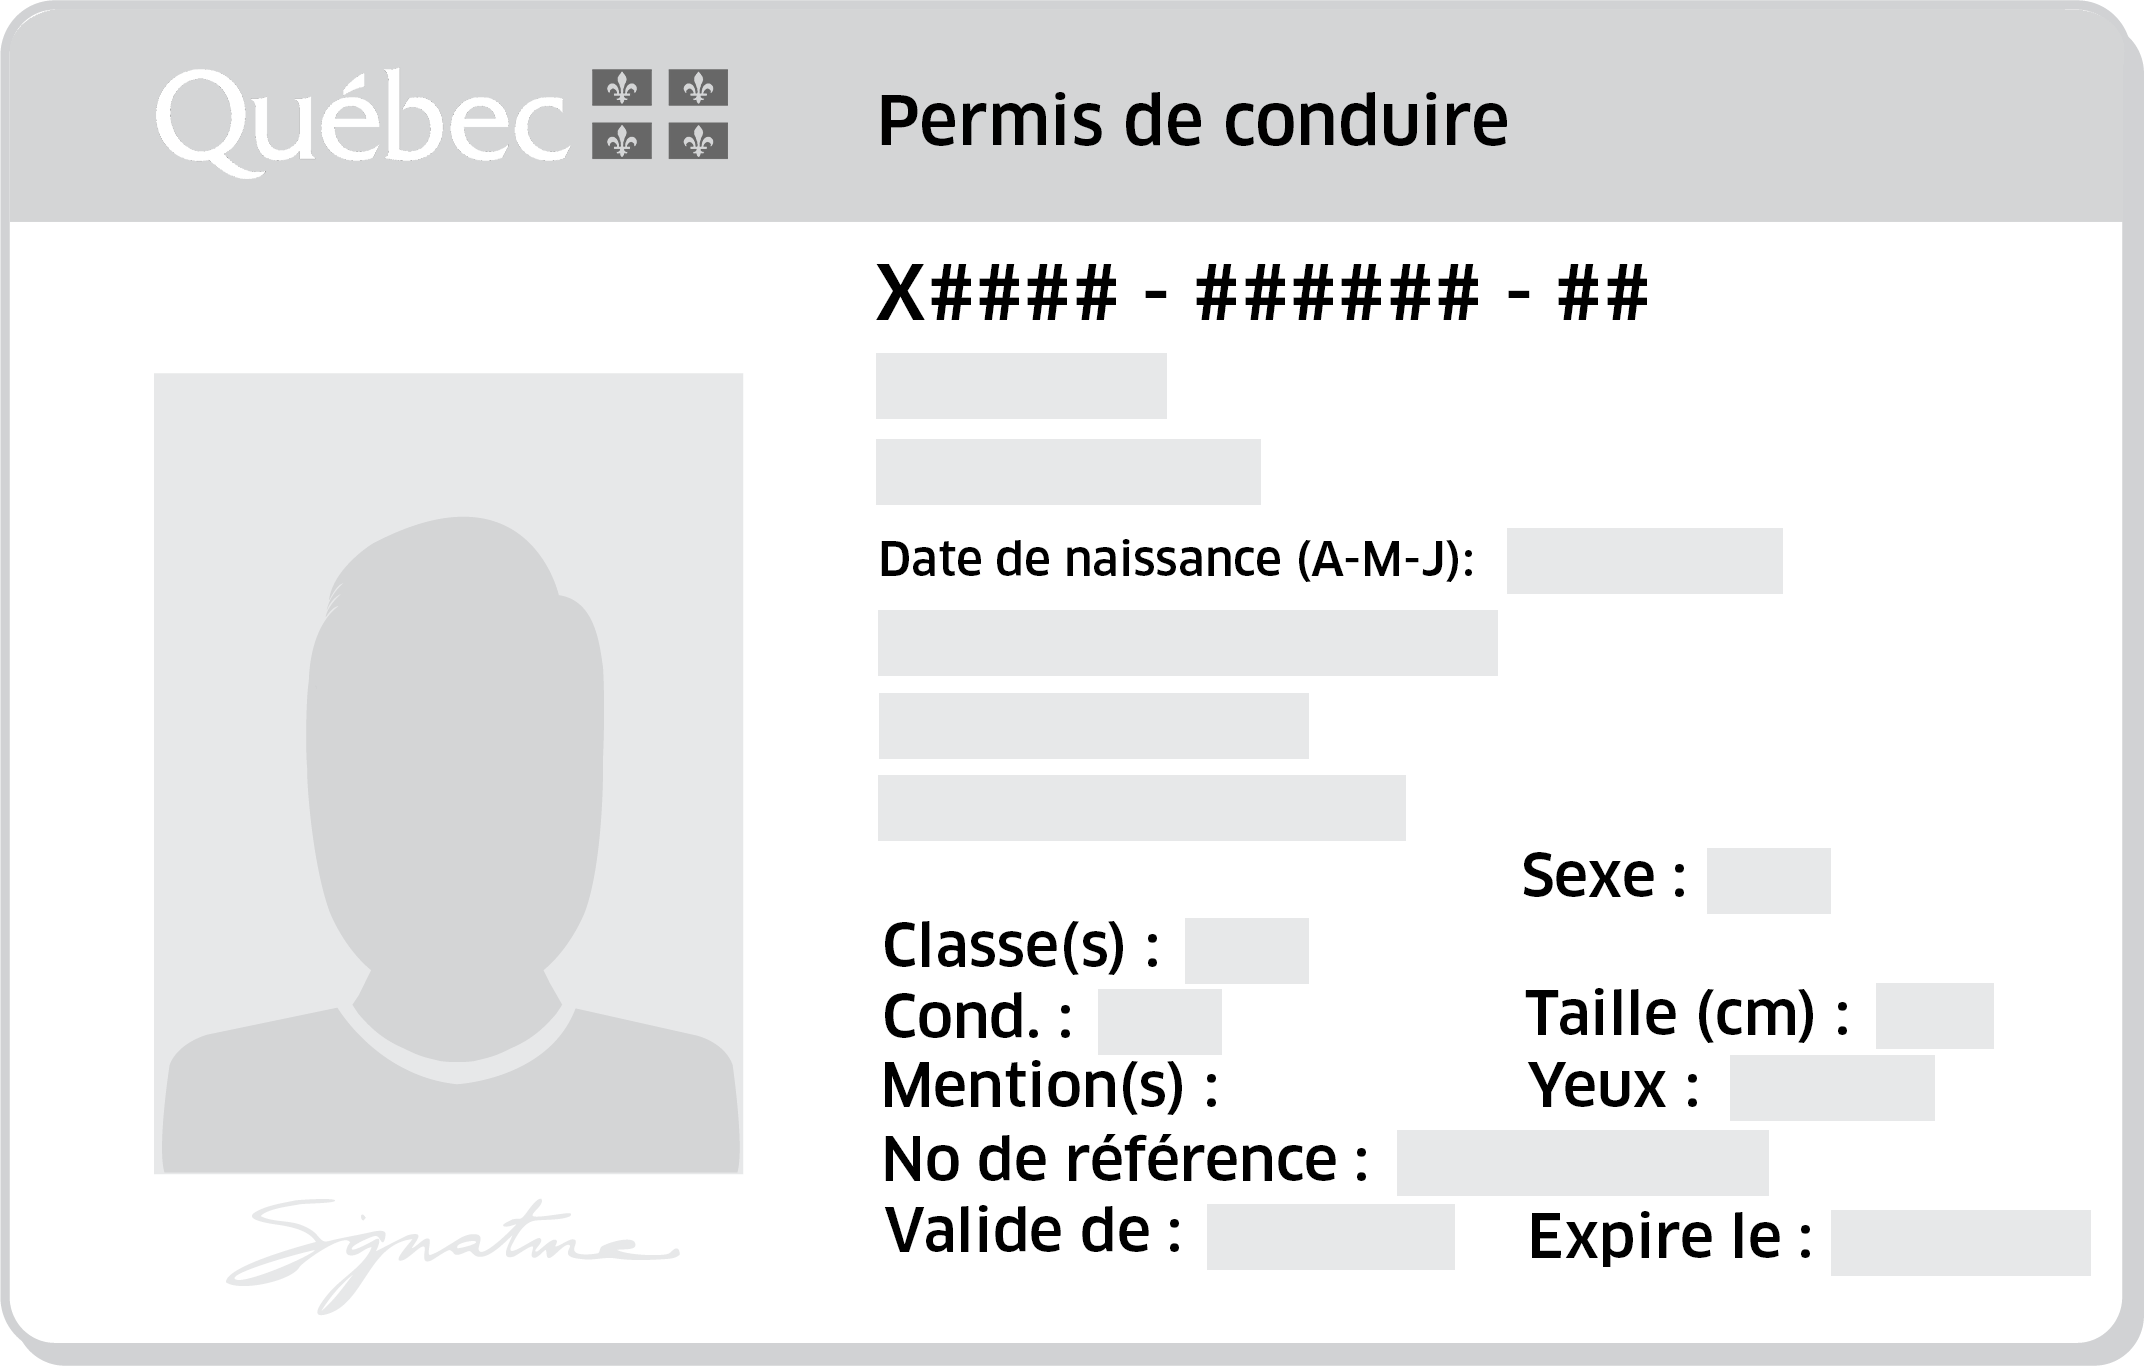 Québec
Permis de conduire
X#### - ###### - ##
Date de naissance (A-M-J):
Sexe :
Classe(s) :
Cond. :
Taille (cm) :
Mention(s) :
Yeux :
No de référence :
Valide de :
Expire le :
Signature